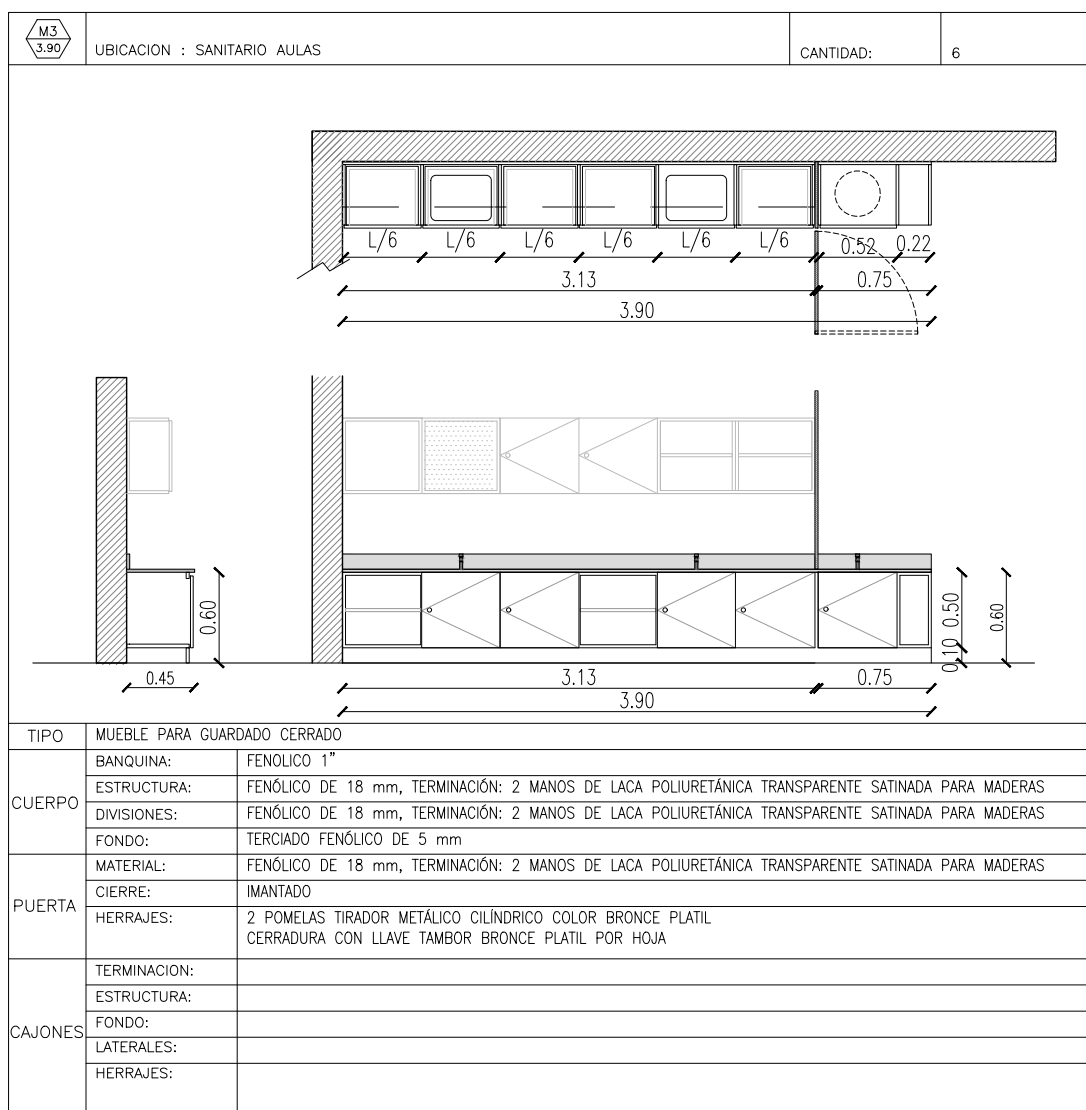 M3
3.90
UBICACION : SANITARIO AULAS
CANTIDAD:
6
L/6 L/6 L/6 L/6 L/6 L/6 0.52 0.22
3.13 0.75
3.90
0.60
0.45
0.50
0.10
0.60
3.13 0.75
3.90
TIPO
MUEBLE PARA GUARDADO CERRADO
CUERPO
BANQUINA: FENOLICO 1”
ESTRUCTURA: FENÓLICO DE 18 mm, TERMINACIÓN: 2 MANOS DE LACA POLIURETÁNICA TRANSPARENTE SATINADA PARA MADERAS
DIVISIONES: FENÓLICO DE 18 mm, TERMINACIÓN: 2 MANOS DE LACA POLIURETÁNICA TRANSPARENTE SATINADA PARA MADERAS
FONDO: TERCIADO FENÓLICO DE 5 mm
PUERTA
MATERIAL: FENÓLICO DE 18 mm, TERMINACIÓN: 2 MANOS DE LACA POLIURETÁNICA TRANSPARENTE SATINADA PARA MADERAS
CIERRE: IMANTADO
HERRAJES: 2 POMELAS TIRADOR METÁLICO CILÍNDRICO COLOR BRONCE PLATIL
CERRADURA CON LLAVE TAMBOR BRONCE PLATIL POR HOJA
CAJONES
TERMINACION:
ESTRUCTURA:
FONDO:
LATERALES:
HERRAJES: